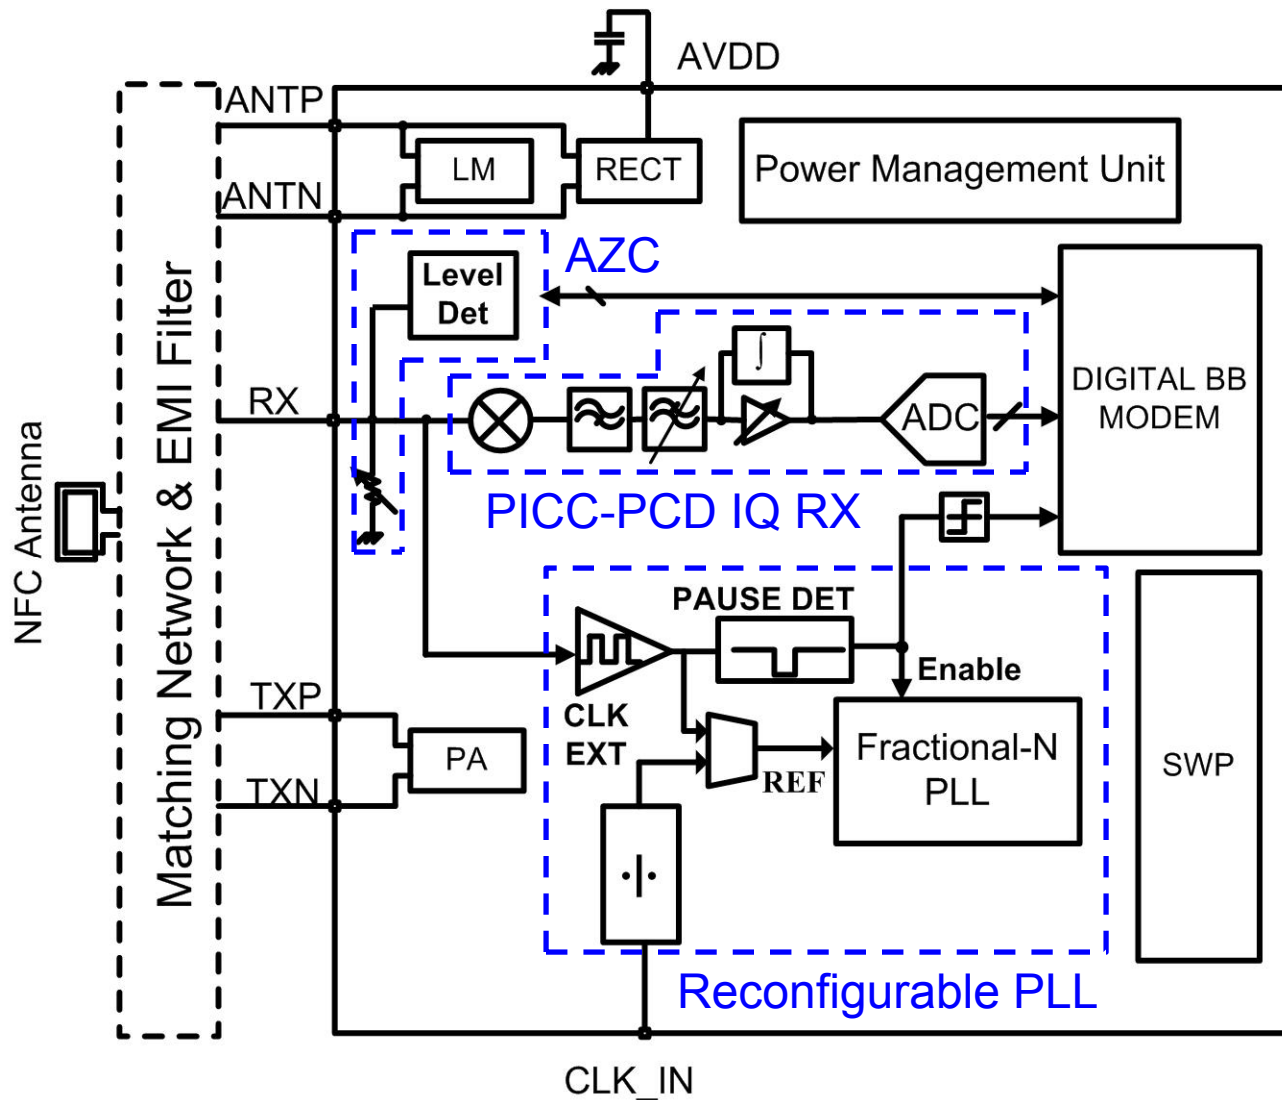 AVDD
ANTP
LM
RECT
Power Management Unit
ANTN
AZC
Level
Det
Matching Network & EMI Filter
RX
∫
ADC
DIGITAL BB
MODEM
NFC Antenna
PICC-PCD IQ RX
PAUSE DET
Enable
TXP
CLK
EXT
PA
Fractional-N
PLL
REF
SWP
TXN
Reconfigurable PLL
CLK_IN